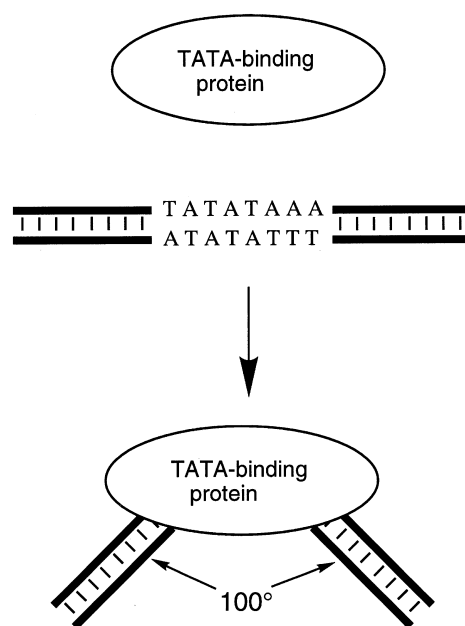 TATA-binding
protein
TATATAAA
ATATATTT
TATA-binding
protein
100°